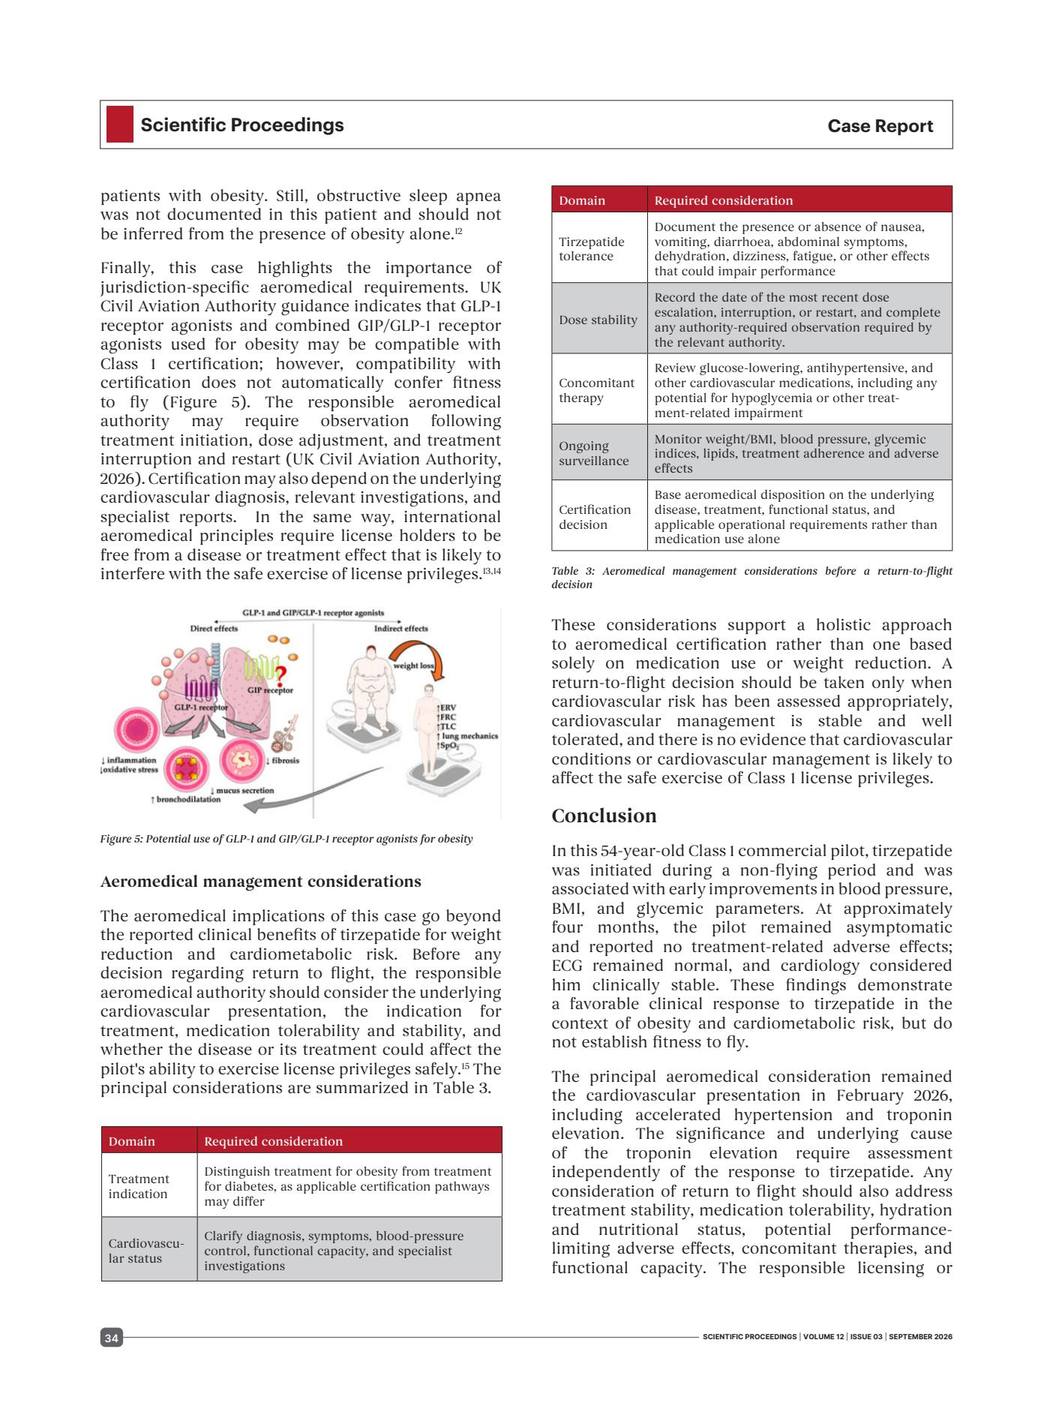 Scientific Proceedings
Case Report
patients with obesity. Still, obstructive sleep apnea
was not documented in this patient and should not
be inferred from the presence of obesity alone.12
Finally, this case highlights the importance of
jurisdiction-specific aeromedical requirements. UK
Civil Aviation Authority guidance indicates that GLP-1
receptor agonists and combined GIP/GLP-1 receptor
agonists used for obesity may be compatible with
Class 1 certification; however, compatibility with
certification does not automatically confer fitness
to fly (Figure 5). The responsible aeromedical
authority may require observation following
treatment initiation, dose adjustment, and treatment
interruption and restart (UK Civil Aviation Authority,
2026). Certification may also depend on the underlying
cardiovascular diagnosis, relevant investigations, and
specialist reports. In the same way, international
aeromedical principles require license holders to be
free from a disease or treatment effect that is likely to
interfere with the safe exercise of license privileges.13,14
GLP-1 and GIP/GLP-1 receptor agonists
Direct effects
Indirect effects
weight loss
GIP receptor
?
GLP-1 receptor
↑ERV
↑FRC
↑TLC
↑ lung mechanics
↑SpO2
↓ inflammation
↓oxidative stress
↓ fibrosis
↓ mucus secretion
↑ bronchodilatation
Figure 5: Potential use of GLP-1 and GIP/GLP-1 receptor agonists for obesity
Aeromedical management considerations
The aeromedical implications of this case go beyond
the reported clinical benefits of tirzepatide for weight
reduction and cardiometabolic risk. Before any
decision regarding return to flight, the responsible
aeromedical authority should consider the underlying
cardiovascular presentation, the indication for
treatment, medication tolerability and stability, and
whether the disease or its treatment could affect the
pilot's ability to exercise license privileges safely.15 The
principal considerations are summarized in Table 3.
Domain
Required consideration
Treatment
indication
Distinguish treatment for obesity from treatment
for diabetes, as applicable certification pathways
may differ
Cardiovascu-
lar status
Clarify diagnosis, symptoms, blood-pressure
control, functional capacity, and specialist
investigations
Domain
Required consideration
Tirzepatide
tolerance
Document the presence or absence of nausea,
vomiting, diarrhoea, abdominal symptoms,
dehydration, dizziness, fatigue, or other effects
that could impair performance
Dose stability
Record the date of the most recent dose
escalation, interruption, or restart, and complete
any authority-required observation required by
the relevant authority.
Concomitant
therapy
Review glucose-lowering, antihypertensive, and
other cardiovascular medications, including any
potential for hypoglycemia or other treat-
ment-related impairment
Ongoing
surveillance
Monitor weight/BMI, blood pressure, glycemic
indices, lipids, treatment adherence and adverse
effects
Certification
decision
Base aeromedical disposition on the underlying
disease, treatment, functional status, and
applicable operational requirements rather than
medication use alone
Table 3: Aeromedical management considerations before a return-to-flight
decision
These considerations support a holistic approach
to aeromedical certification rather than one based
solely on medication use or weight reduction. A
return-to-flight decision should be taken only when
cardiovascular risk has been assessed appropriately,
cardiovascular management is stable and well
tolerated, and there is no evidence that cardiovascular
conditions or cardiovascular management is likely to
affect the safe exercise of Class 1 license privileges.
Conclusion
In this 54-year-old Class 1 commercial pilot, tirzepatide
was initiated during a non-flying period and was
associated with early improvements in blood pressure,
BMI, and glycemic parameters. At approximately
four months, the pilot remained asymptomatic
and reported no treatment-related adverse effects;
ECG remained normal, and cardiology considered
him clinically stable. These findings demonstrate
a favorable clinical response to tirzepatide in the
context of obesity and cardiometabolic risk, but do
not establish fitness to fly.
The principal aeromedical consideration remained
the cardiovascular presentation in February 2026,
including accelerated hypertension and troponin
elevation. The significance and underlying cause
of the troponin elevation require assessment
independently of the response to tirzepatide. Any
consideration of return to flight should also address
treatment stability, medication tolerability, hydration
and nutritional status, potential performance-
limiting adverse effects, concomitant therapies, and
functional capacity. The responsible licensing or
34
SCIENTIFIC PROCEEDINGS | VOLUME 12 | ISSUE 03 | SEPTEMBER 2026